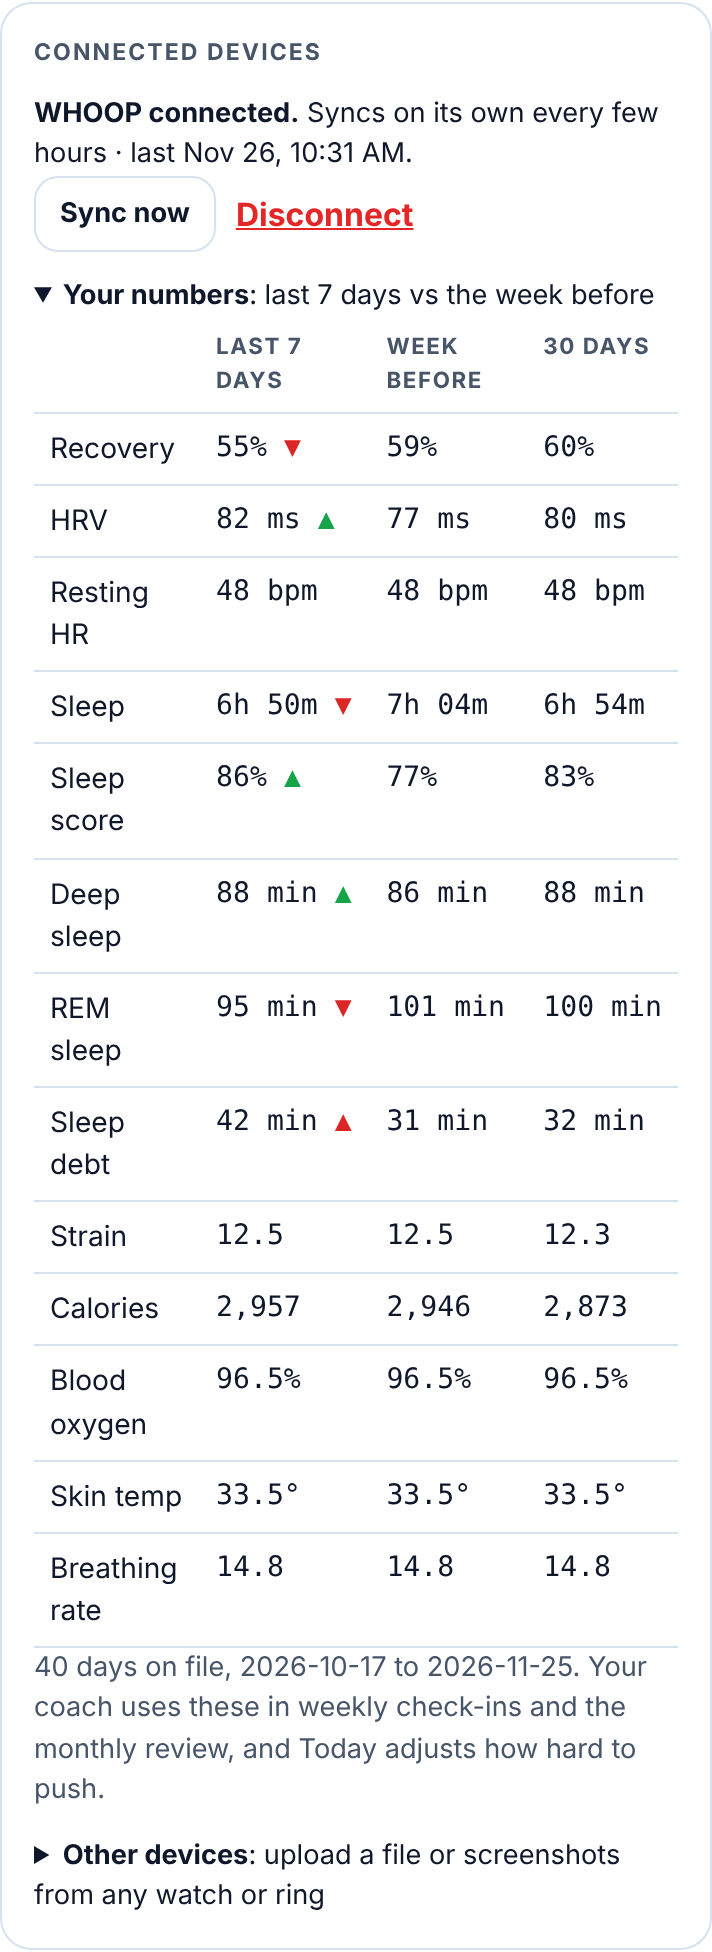 CONNECTED DEVICES
WHOOP connected. Syncs on its own every few
hours · last Nov 26, 10:31 AM.
Sync now Disconnect
▼ Your numbers: last 7 days vs the week before
LAST 7 DAYS WEEK BEFORE 30 DAYS
Recovery 55% ▼ 59% 60%
HRV 82 ms ▲ 77 ms 80 ms
Resting HR 48 bpm 48 bpm 48 bpm
Sleep 6h 50m ▼ 7h 04m 6h 54m
Sleep score 86% ▲ 77% 83%
Deep sleep 88 min ▲ 86 min 88 min
REM sleep 95 min ▼ 101 min 100 min
Sleep debt 42 min ▲ 31 min 32 min
Strain 12.5 12.5 12.3
Calories 2,957 2,946 2,873
Blood oxygen 96.5% 96.5% 96.5%
Skin temp 33.5° 33.5° 33.5°
Breathing rate 14.8 14.8 14.8
40 days on file, 2026-10-17 to 2026-11-25. Your
coach uses these in weekly check-ins and the
monthly review, and Today adjusts how hard to
push.
▶ Other devices: upload a file or screenshots
from any watch or ring